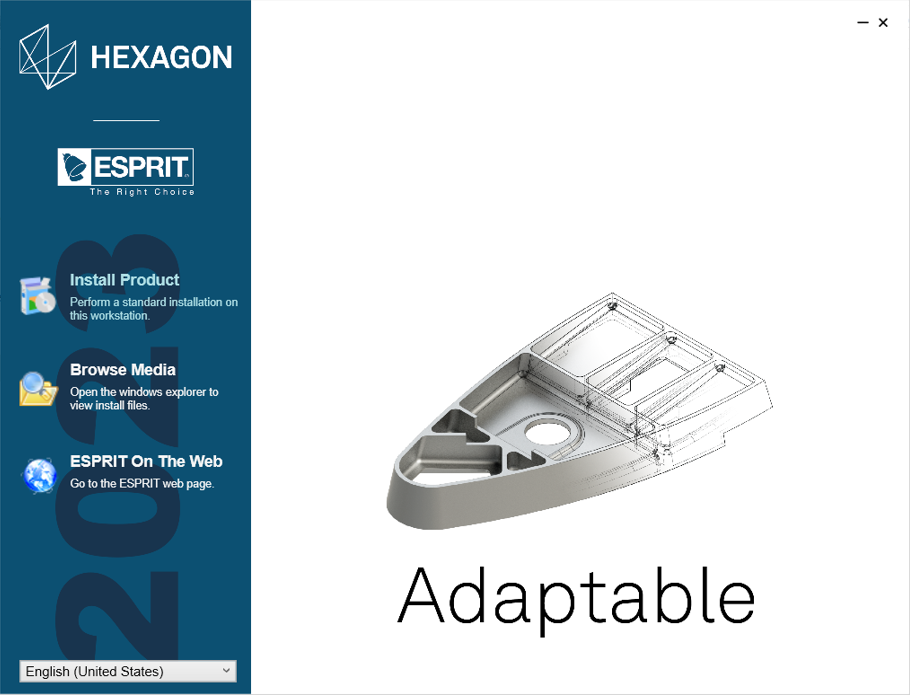 HEXAGON
ESPRIT
The Right Choice
2023
Install Product
Perform a standard installation on
this workstation.
Browse Media
Open the windows explorer to
view install files.
ESPRIT On The Web
Go to the ESPRIT web page.
English (United States)
Adaptable